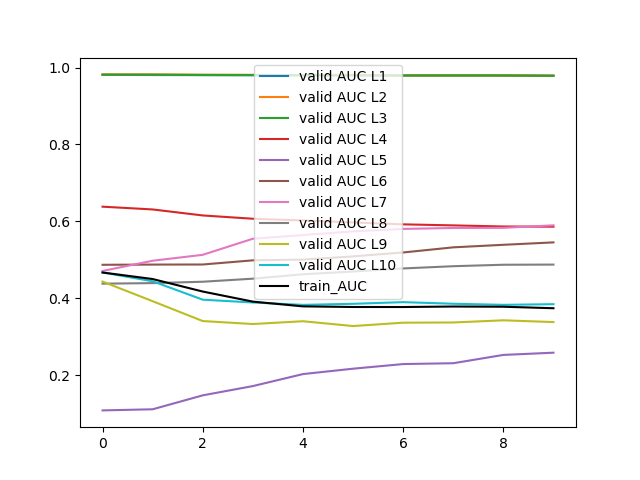 1.0
0.8
0.6
0.4
0.2
valid AUC L1
valid AUC L2
valid AUC L3
valid AUC L4
valid AUC L5
valid AUC L6
valid AUC L7
valid AUC L8
valid AUC L9
valid AUC L10
train_AUC
0 2 4 6 8